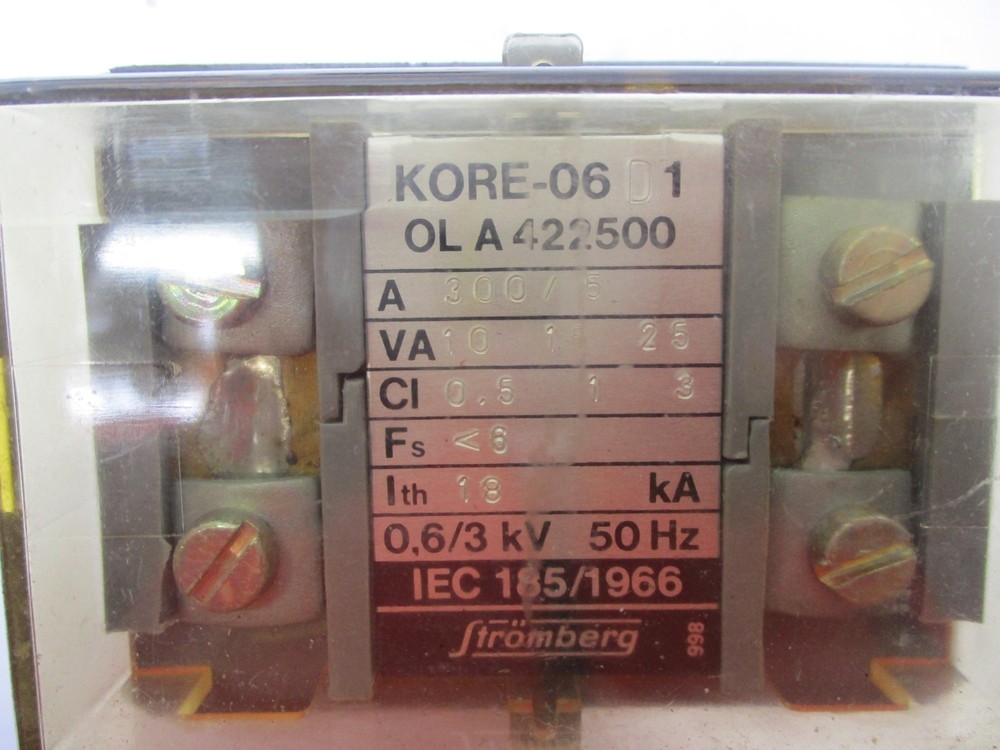 KORE-06 D 1
OL A 422500
A 300 / 5
VA 10 25
Cl 0.5 1 3
Fs <6
Ith 18 kA
0,6/3 kV 50 Hz
IEC 185/1966
Strömberg
998